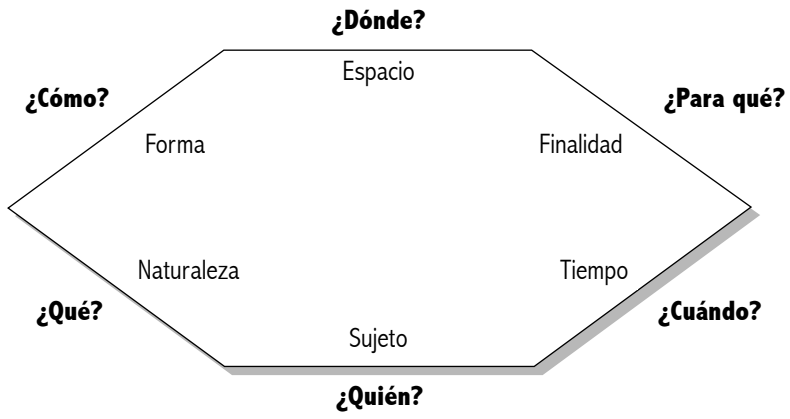 ¿Dónde?
Espacio
¿Cómo?
¿Para qué?
Forma
Finalidad
Naturaleza
Tiempo
¿Qué?
¿Cuándo?
Sujeto
¿Quién?